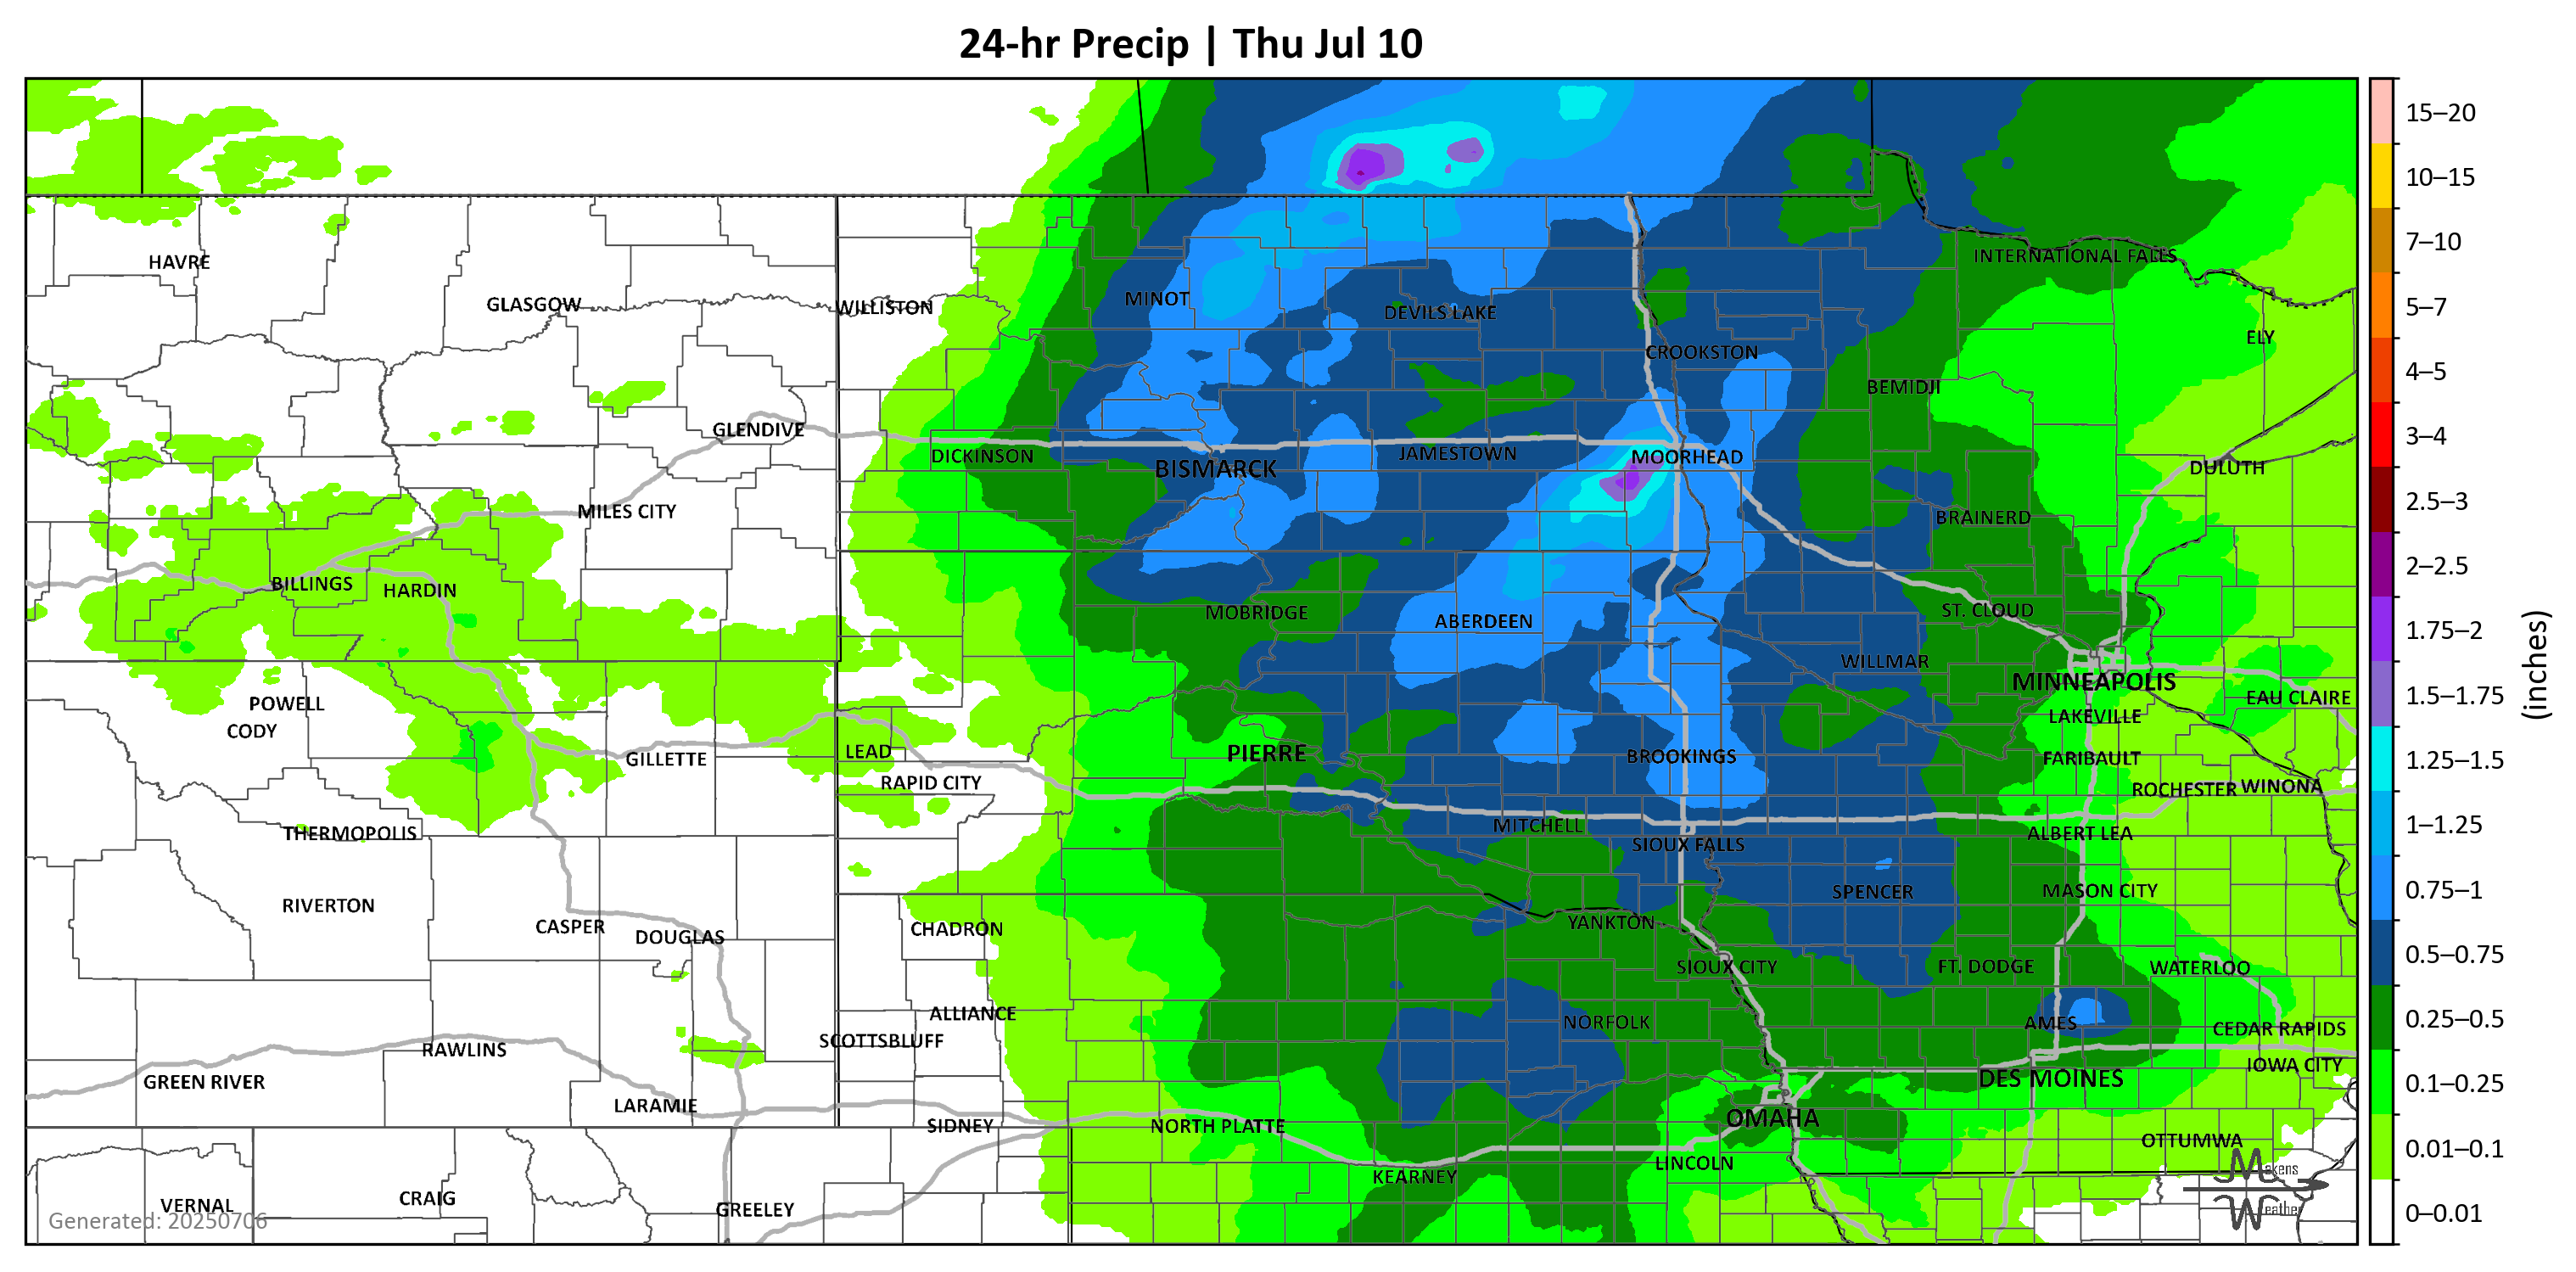 24-hr Precip | Thu Jul 10
HAVRE
GLASGOW
WILLISTON
MINOT
DEVILS LAKE
INTERNATIONAL FALLS
ELY
CROOKSTON
BEMIDJI
GLENDIVE
DICKINSON
BISMARCK
JAMESTOWN
MOORHEAD
DULUTH
MILES CITY
BRAINERD
BILLINGS
HARDIN
MOBRIDGE
ABERDEEN
ST. CLOUD
WILLMAR
MINNEAPOLIS
EAU CLAIRE
POWELL
CODY
LAKEVILLE
GILLETTE
LEAD
PIERRE
BROOKINGS
FARIBAULT
RAPID CITY
ROCHESTER
WINONA
THERMOPOLIS
MITCHELL
SIOUX FALLS
ALBERT LEA
RIVERTON
SPENCER
MASON CITY
CASPER
DOUGLAS
CHADRON
YANKTON
SIOUX CITY
FT. DODGE
WATERLOO
ALLIANCE
NORFOLK
AMES
CEDAR RAPIDS
SCOTTSBLUFF
RAWLINS
IOWA CITY
GREEN RIVER
DES MOINES
LARAMIE
SIDNEY
NORTH PLATTE
OMAHA
OTTUMWA
LINCOLN
KEARNEY
VERNAL
CRAIG
GREELEY
Generated: 20250706
Makens
Weather
15–20
10–15
7–10
5–7
4–5
3–4
2.5–3
2–2.5
1.75–2
1.5–1.75
1.25–1.5
1–1.25
0.75–1
0.5–0.75
0.25–0.5
0.1–0.25
0.01–0.1
0–0.01
(inches)